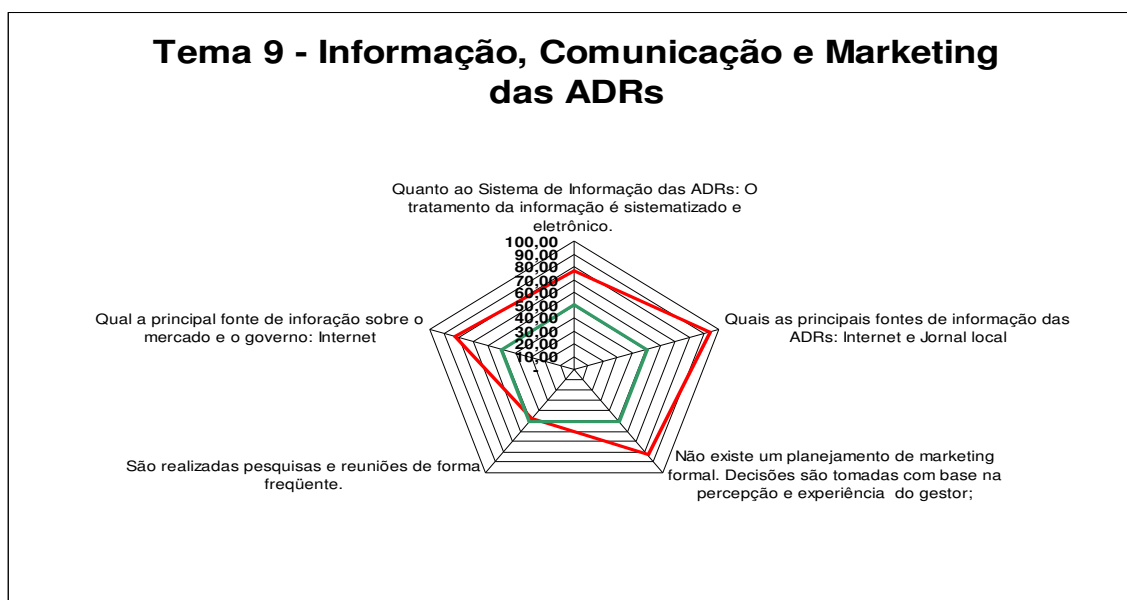 Tema 9 - Informação, Comunicação e Marketing
das ADRs
Quanto ao Sistema de Informação das ADRs: O
tratamento da informação é sistematizado e
eletrônico.
100,00
90,00
80,00
70,00
60,00
50,00
40,00
30,00
20,00
10,00
-
Quais as principais fontes de informação das
ADRs: Internet e Jornal local
Não existe um planejamento de marketing
formal. Decisões são tomadas com base na
percepção e experiência do gestor;
São realizadas pesquisas e reuniões de forma
freqüente.
Qual a principal fonte de inforação sobre o
mercado e o governo: Internet